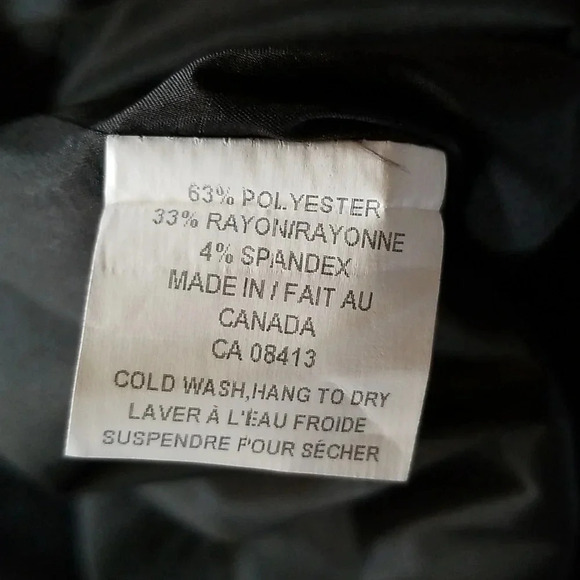 63% POLYESTER
33% RAYON/RAYONNE
4% SPANDEX
MADE IN / FAIT AU
CANADA
CA 08413
COLD WASH,HANG TO DRY
LAVER À L'EAU FROIDE
SUSPENDRE POUR SÉCHER